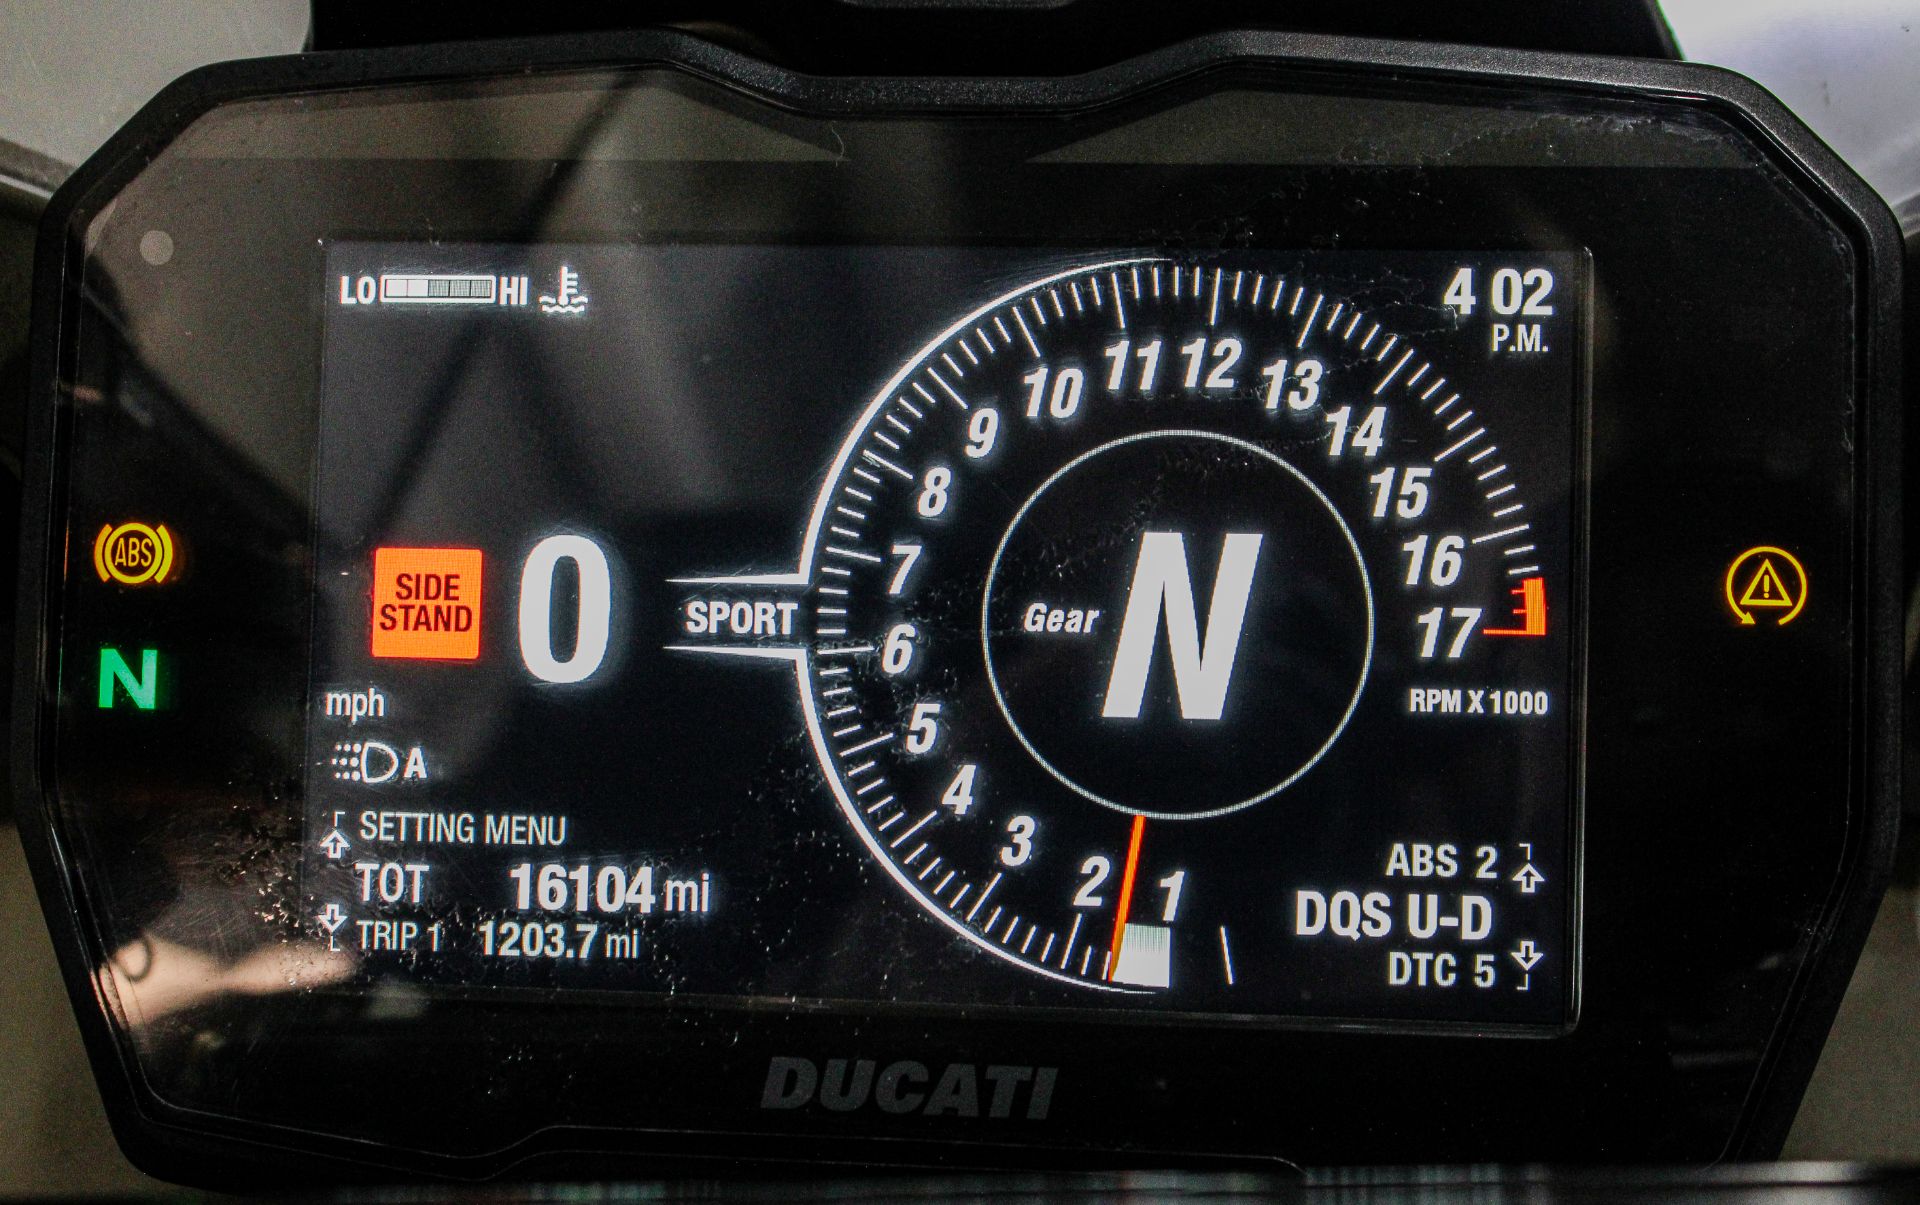 LO HI
4 02
P.M.
10 11 12 13
9 14
8 15
7 16
6 17
5
4
3
2 1
RPM X 1000
ABS
SIDE
STAND
0
SPORT
Gear N
N
mph
A
SETTING MENU
TOT 16104 mi
TRIP 1 1203.7 mi
ABS 2
DQS U-D
DTC 5
DUCATI